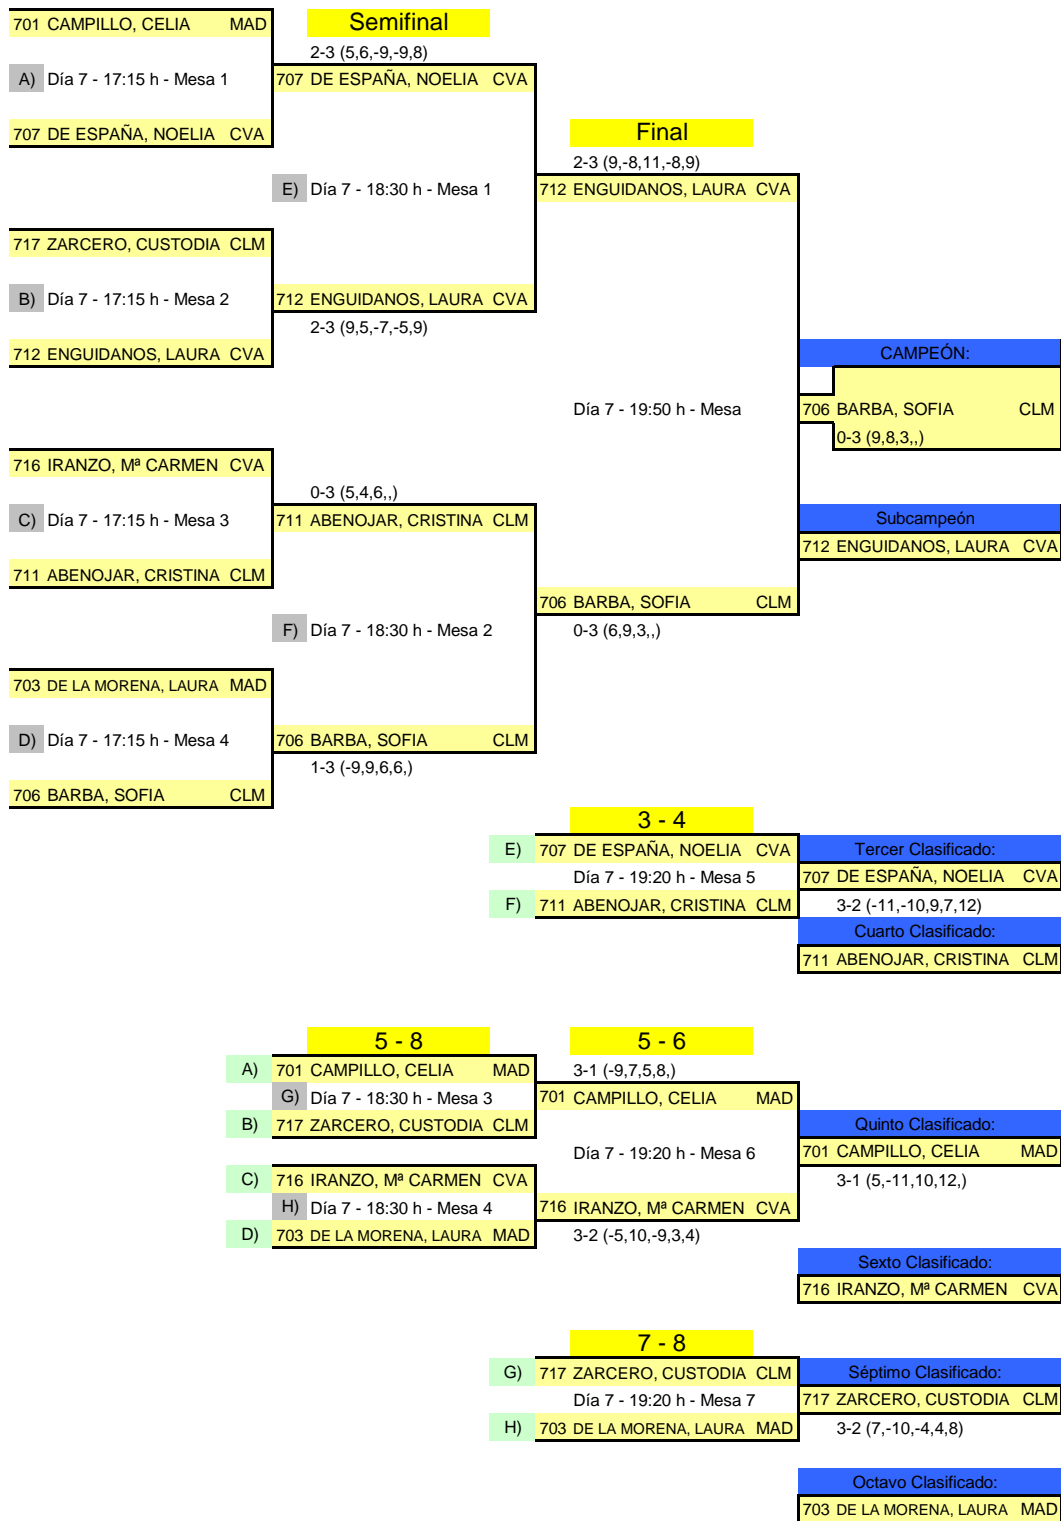 701 CAMPILLO, CELIA MAD
Semifinal
2-3 (5,6,-9,-9,8)
A) Día 7 - 17:15 h - Mesa 1
707 DE ESPAÑA, NOELIA CVA
707 DE ESPAÑA, NOELIA CVA
Final
2-3 (9,-8,11,-8,9)
E) Día 7 - 18:30 h - Mesa 1
712 ENGUIDANOS, LAURA CVA
717 ZARCERO, CUSTODIA CLM
B) Día 7 - 17:15 h - Mesa 2
712 ENGUIDANOS, LAURA CVA
2-3 (9,5,-7,-5,9)
712 ENGUIDANOS, LAURA CVA
CAMPEÓN:
Día 7 - 19:50 h - Mesa
706 BARBA, SOFIA CLM
0-3 (9,8,3,,)
716 IRANZO, Mª CARMEN CVA
0-3 (5,4,6,,)
C) Día 7 - 17:15 h - Mesa 3
711 ABENOJAR, CRISTINA CLM
Subcampeón
712 ENGUIDANOS, LAURA CVA
711 ABENOJAR, CRISTINA CLM
706 BARBA, SOFIA CLM
F) Día 7 - 18:30 h - Mesa 2
0-3 (6,9,3,,)
703 DE LA MORENA, LAURA MAD
D) Día 7 - 17:15 h - Mesa 4
706 BARBA, SOFIA CLM
1-3 (-9,9,6,6,)
706 BARBA, SOFIA CLM
3 - 4
E) 707 DE ESPAÑA, NOELIA CVA
Tercer Clasificado:
Día 7 - 19:20 h - Mesa 5
707 DE ESPAÑA, NOELIA CVA
F) 711 ABENOJAR, CRISTINA CLM
3-2 (-11,-10,9,7,12)
Cuarto Clasificado:
711 ABENOJAR, CRISTINA CLM
5 - 8
5 - 6
A) 701 CAMPILLO, CELIA MAD
3-1 (-9,7,5,8,)
G) Día 7 - 18:30 h - Mesa 3
701 CAMPILLO, CELIA MAD
B) 717 ZARCERO, CUSTODIA CLM
Quinto Clasificado:
Día 7 - 19:20 h - Mesa 6
701 CAMPILLO, CELIA MAD
C) 716 IRANZO, Mª CARMEN CVA
3-1 (5,-11,10,12,)
H) Día 7 - 18:30 h - Mesa 4
716 IRANZO, Mª CARMEN CVA
D) 703 DE LA MORENA, LAURA MAD
3-2 (-5,10,-9,3,4)
Sexto Clasificado:
716 IRANZO, Mª CARMEN CVA
7 - 8
G) 717 ZARCERO, CUSTODIA CLM
Séptimo Clasificado:
Día 7 - 19:20 h - Mesa 7
717 ZARCERO, CUSTODIA CLM
H) 703 DE LA MORENA, LAURA MAD
3-2 (7,-10,-4,4,8)
Octavo Clasificado:
703 DE LA MORENA, LAURA MAD